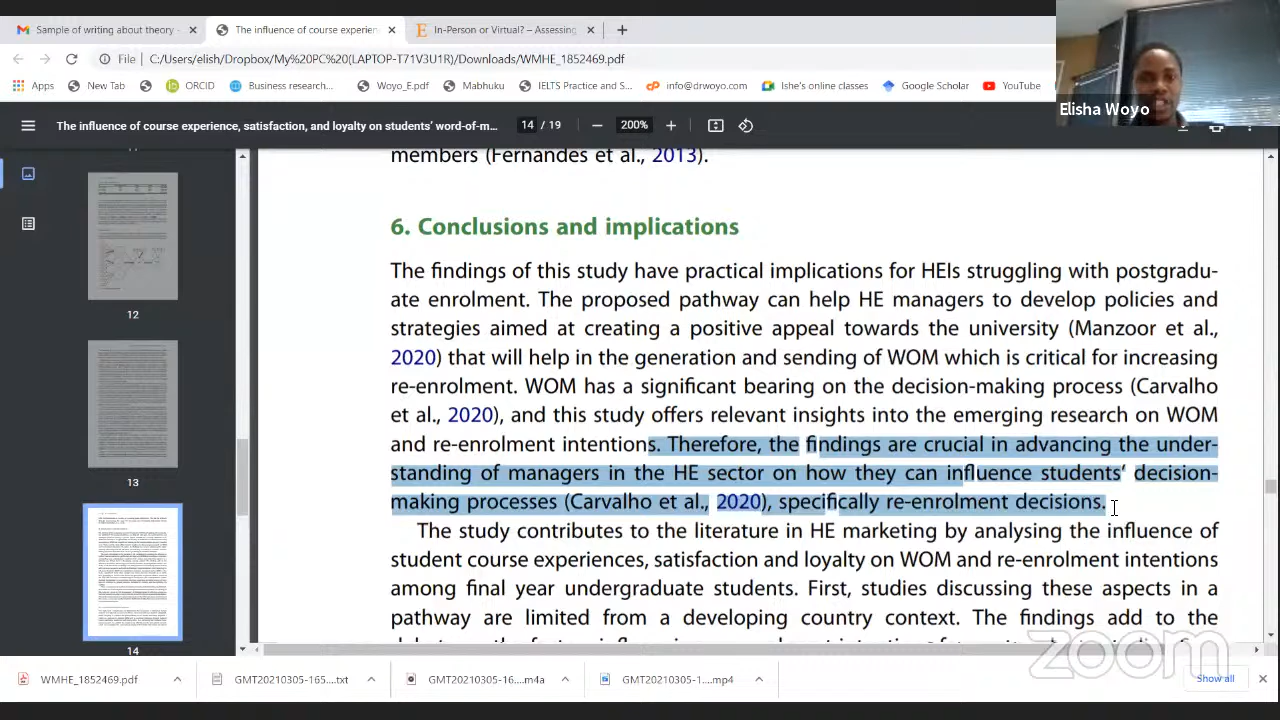 Sample of writing about theory
The influence of course experien
In-Person or Virtual? – Assessing
File C:/Users/elish/Dropbox/My%20PC%20(LAPTOP-T71V3U1R)/Downloads/WMHE_1852469.pdf
Apps New Tab ORCID Business research... Woyo_E.pdf Mabhuku IELTS Practice and S... info@drwoyo.com Ishe's online classes Google Scholar YouTube
Elisha Woyo
The influence of course experience, satisfaction, and loyalty on students' word-of-m... 14 / 19 200%
12
13
14
members (Fernandes et al., 2013).
6. Conclusions and implications
The findings of this study have practical implications for HEIs struggling with postgradu-
ate enrolment. The proposed pathway can help HE managers to develop policies and
strategies aimed at creating a positive appeal towards the university (Manzoor et al.,
2020) that will help in the generation and sending of WOM which is critical for increasing
re-enrolment. WOM has a significant bearing on the decision-making process (Carvalho
et al., 2020), and this study offers relevant insights into the emerging research on WOM
and re-enrolment intentions. Therefore, the findings are crucial in advancing the under-
standing of managers in the HE sector on how they can influence students' decision-
making processes (Carvalho et al., 2020), specifically re-enrolment decisions.
The study contributes to the literature in HE marketing by analysing the influence of
student course experiences, satisfaction and loyalty on WOM and re-enrolment intentions
among final year undergraduate students. First, studies discussing these aspects in a
pathway are limited from a developing country context. The findings add to the
zoom
WMHE_1852469.pdf GMT20210305-165....txt GMT20210305-16....m4a GMT20210305-1....mp4 Show all